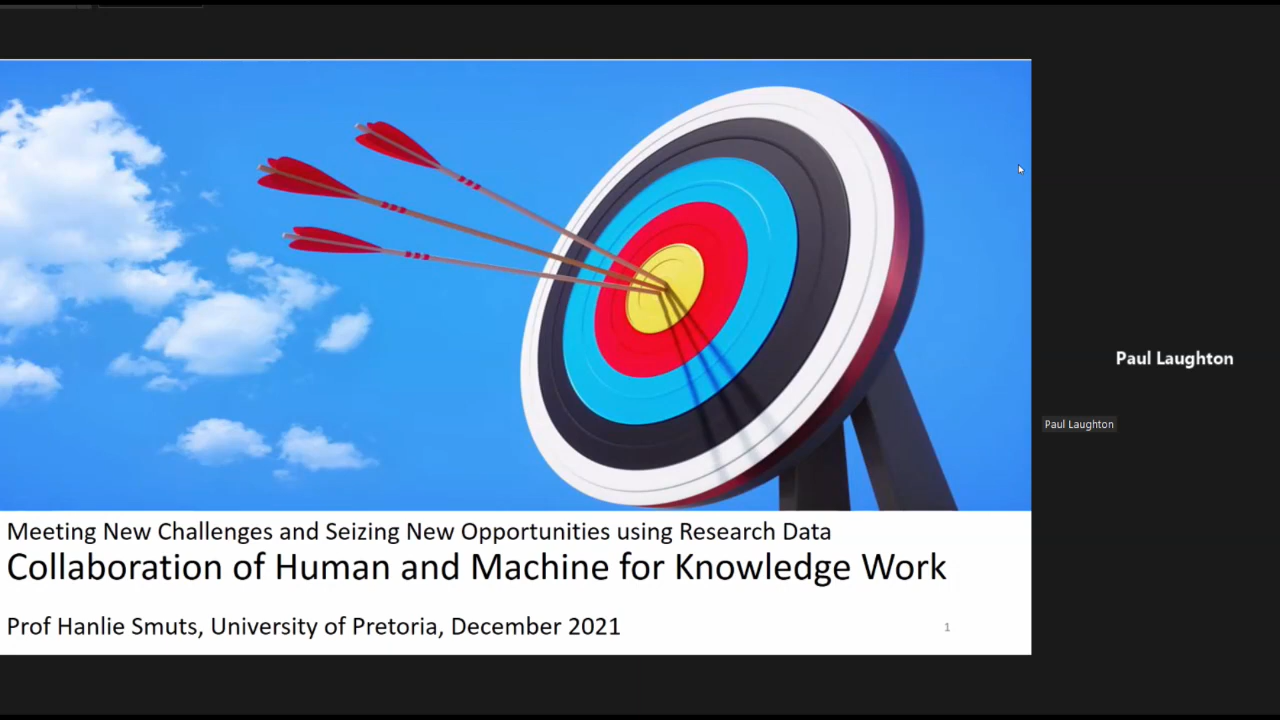 Meeting New Challenges and Seizing New Opportunities using Research Data
Collaboration of Human and Machine for Knowledge Work
Prof Hanlie Smuts, University of Pretoria, December 2021
1
Paul Laughton
Paul Laughton